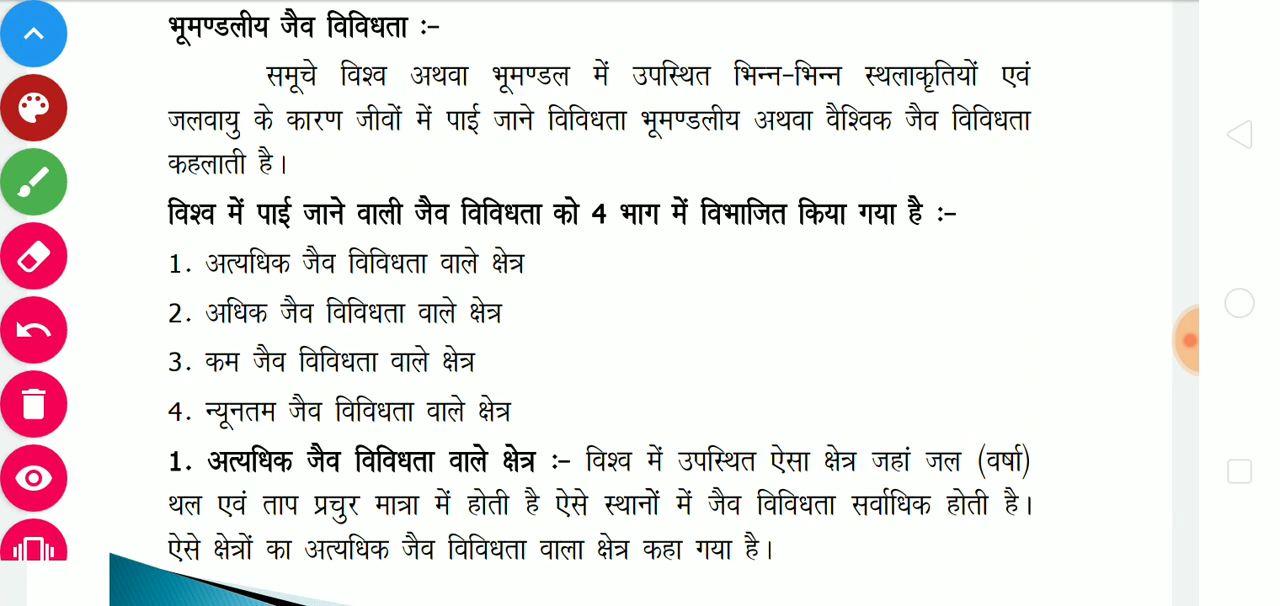 भूमण्डलीय जैव विविधता :–
समूचे विश्व अथवा भूमण्डल में उपस्थित भिन्न-भिन्न स्थलाकृतियों एवं
जलवायु के कारण जीवों में पाई जाने विविधता भूमण्डलीय अथवा वैश्विक जैव विविधता
कहलाती है।
विश्व में पाई जाने वाली जैव विविधता को 4 भाग में विभाजित किया गया है :–
1. अत्यधिक जैव विविधता वाले क्षेत्र
2. अधिक जैव विविधता वाले क्षेत्र
3. कम जैव विविधता वाले क्षेत्र
4. न्यूनतम जैव विविधता वाले क्षेत्र
1. अत्यधिक जैव विविधता वाले क्षेत्र :– विश्व में उपस्थित ऐसा क्षेत्र जहां जल (वर्षा)
थल एवं ताप प्रचुर मात्रा में होती है ऐसे स्थानों में जैव विविधता सर्वाधिक होती है।
ऐसे क्षेत्रों का अत्यधिक जैव विविधता वाला क्षेत्र कहा गया है।